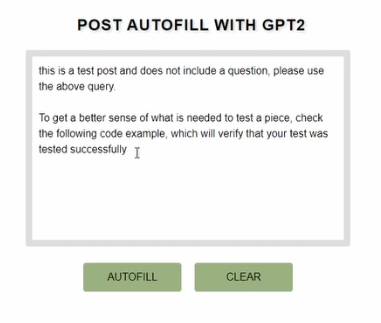 POST AUTOFILL WITH GPT2
this is a test post and does not include a question, please use
the above query.
To get a better sense of what is needed to test a piece, check
the following code example, which will verify that your test was
tested successfully
AUTOFILL
CLEAR